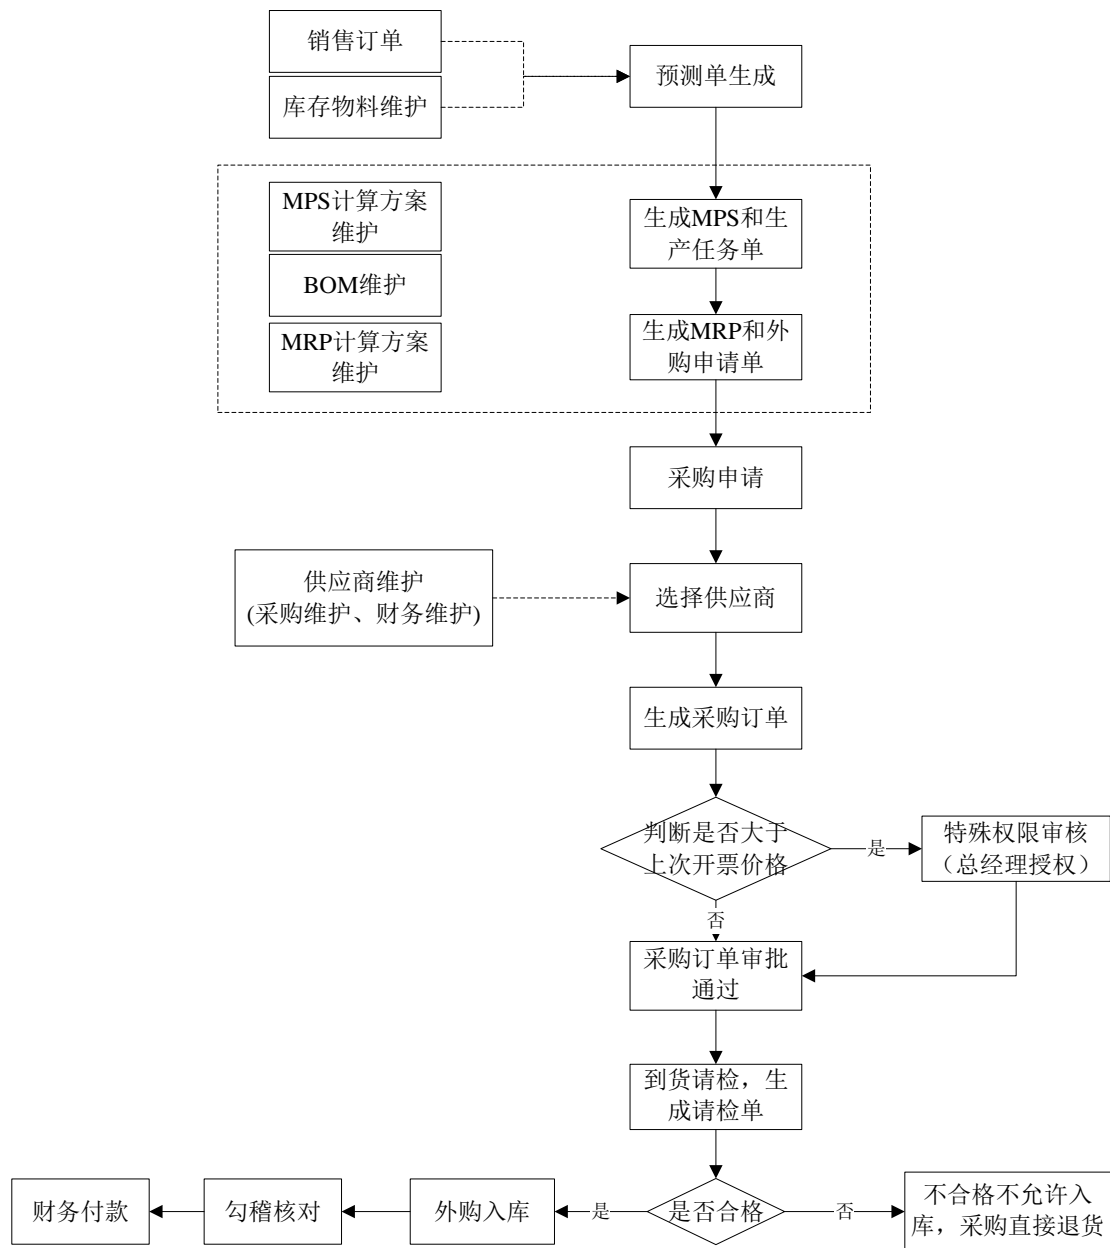 销售订单
预测单生成
库存物料维护
MPS计算方案
维护
生成MPS和生
产任务单
BOM维护
MRP计算方案
维护
生成MRP和外
购申请单
采购申请
供应商维护
(采购维护、财务维护)
选择供应商
生成采购订单
判断是否大于
上次开票价格
是
特殊权限审核
（总经理授权）
否
采购订单审批
通过
到货请检，生
成请检单
财务付款
勾稽核对
外购入库
是
是否合格
否
不合格不允许入
库，采购直接退货